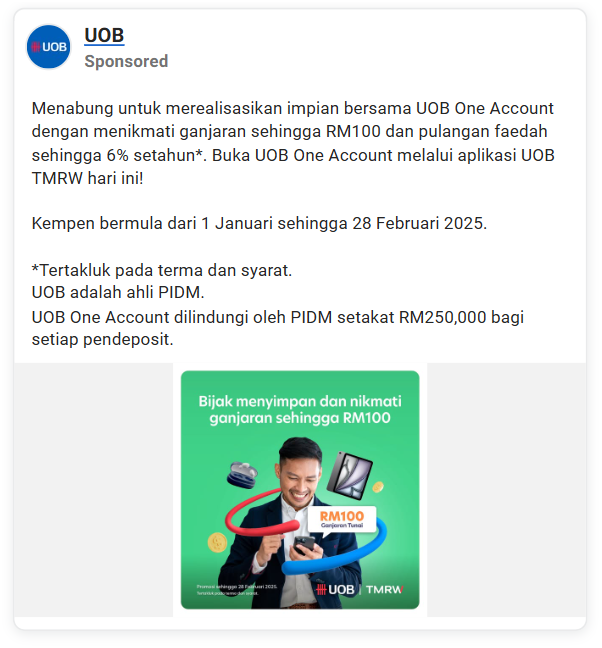 UOB
UOB
Sponsored
Menabung untuk merealisasikan impian bersama UOB One Account
dengan menikmati ganjaran sehingga RM100 dan pulangan faedah
sehingga 6% setahun*. Buka UOB One Account melalui aplikasi UOB
TMRW hari ini!
Kempen bermula dari 1 Januari sehingga 28 Februari 2025.
*Tertakluk pada terma dan syarat.
UOB adalah ahli PIDM.
UOB One Account dilindungi oleh PIDM setakat RM250,000 bagi
setiap pendeposit.
Bijak menyimpan dan nikmati
ganjaran sehingga RM100
RM100
Ganjaran Tunai
Promosi sehingga 28 Februari 2025.
Tertakluk pada terma dan syarat.
UOB | TMRW